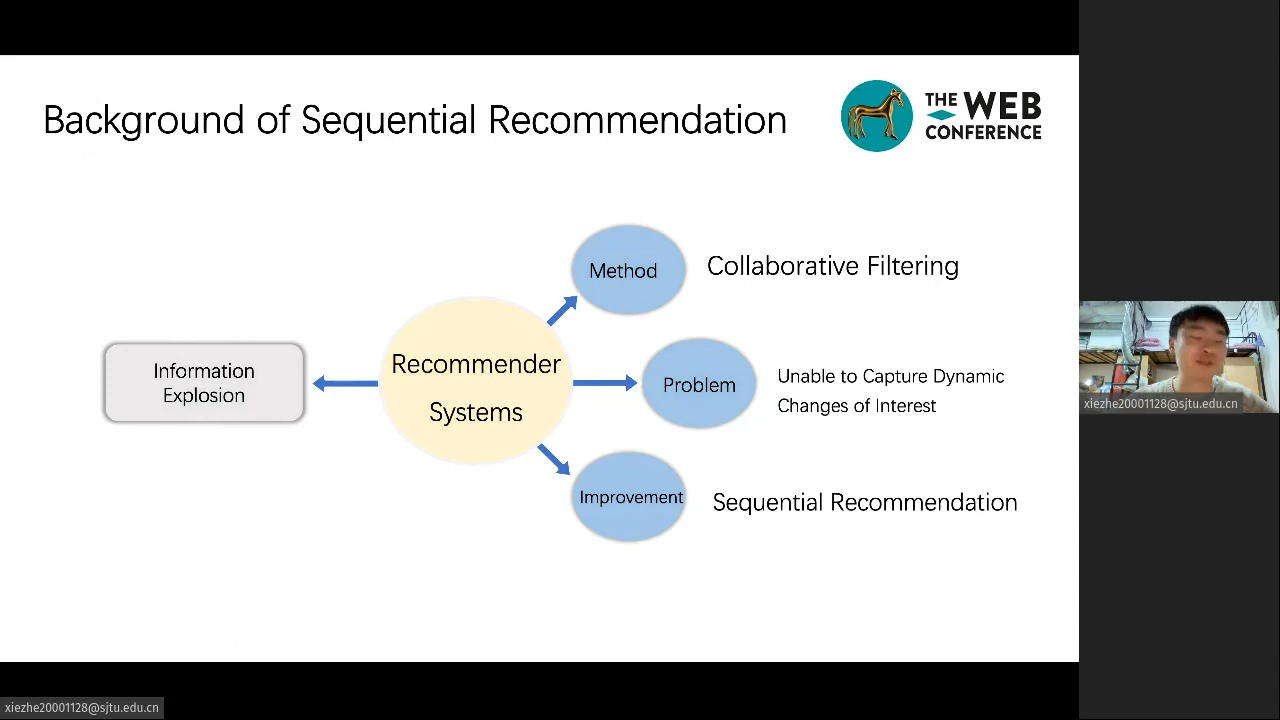 Background of Sequential Recommendation
THE WEB
CONFERENCE
Method
Collaborative Filtering
Recommender
Systems
Information
Explosion
Problem
Unable to Capture Dynamic
Changes of Interest
Improvement
Sequential Recommendation
xiezhe20001128@sjtu.edu.cn
xiezhe20001128@sjtu.edu.cn